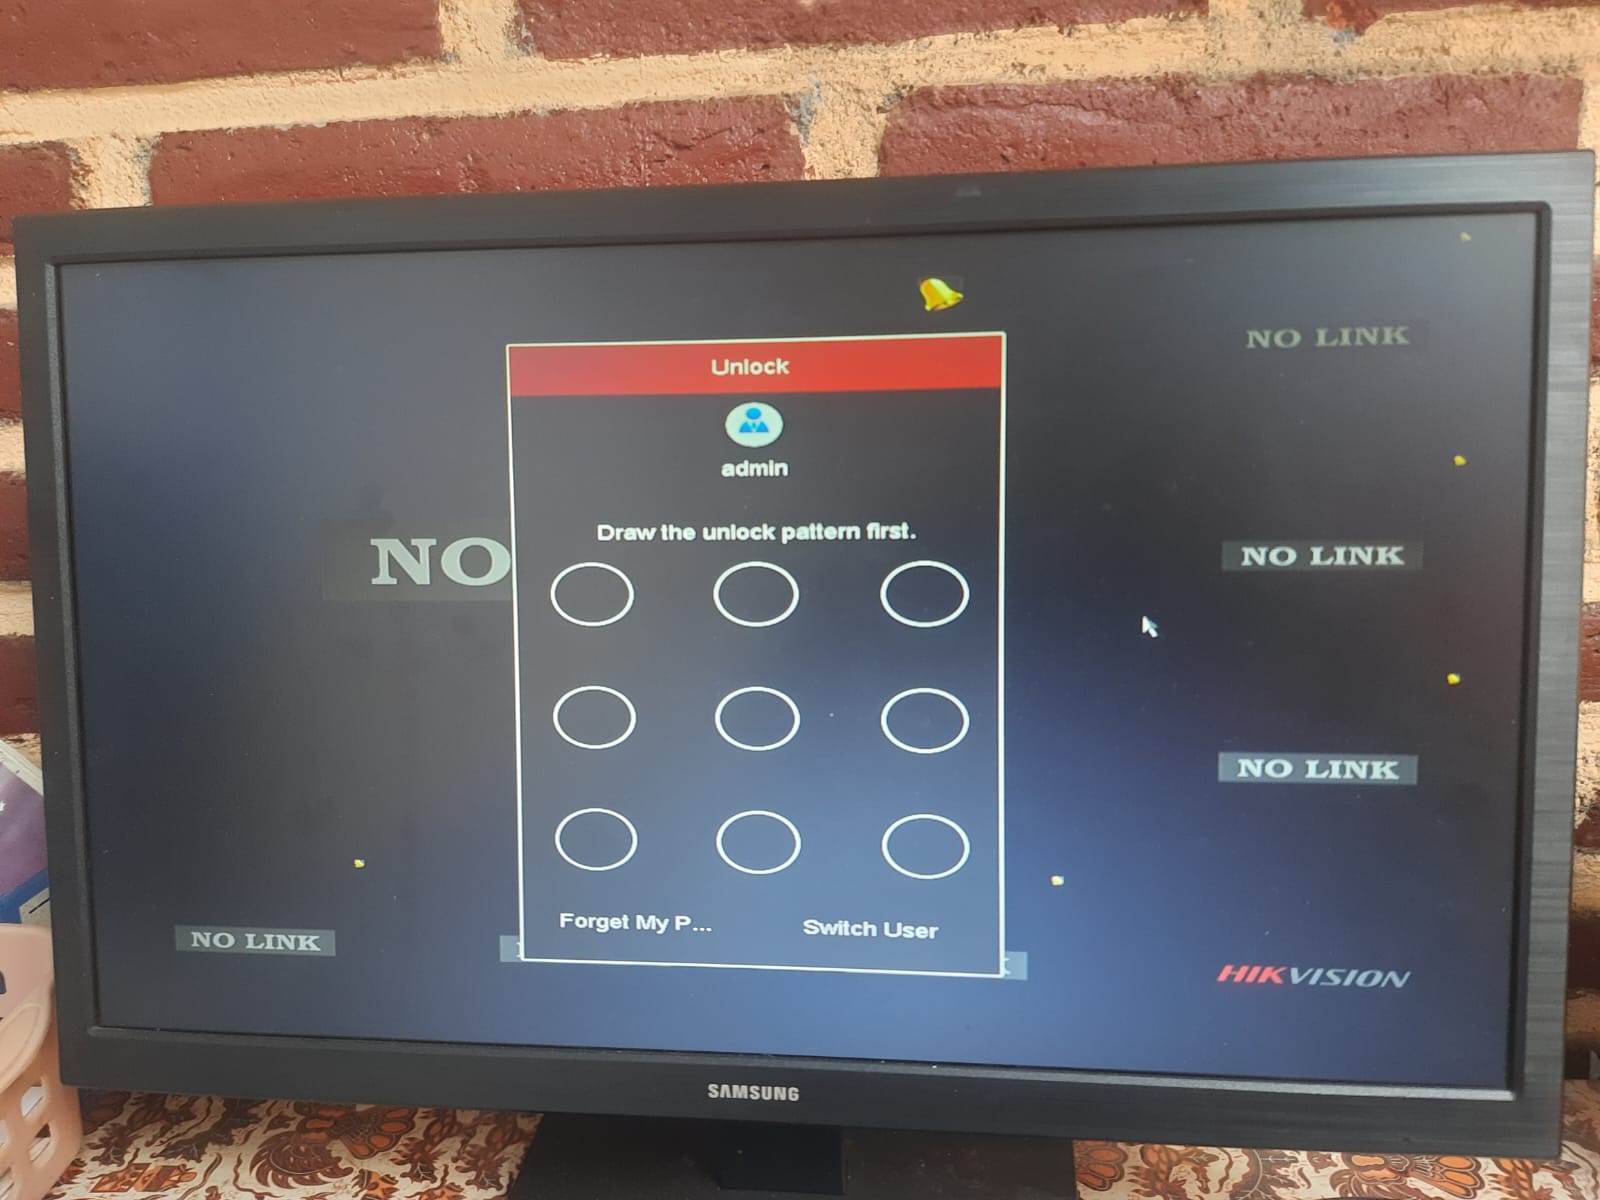 NO LINK
Unlock
admin
Draw the unlock pattern first.
NO
NO LINK
NO LINK
Forget My P...
Switch User
NO LINK
HIKVISION
SAMSUNG